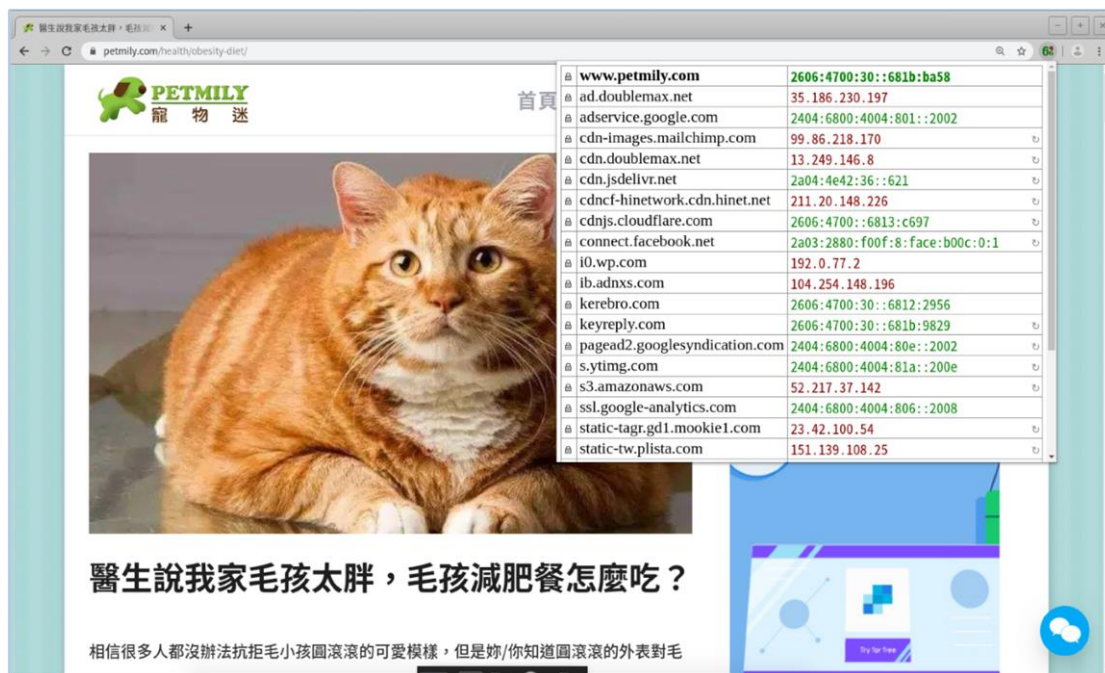 醫生說我家毛孩太胖，毛孩
petmily.com/health/obesity-diet/
PETMILY
寵物迷
首頁
www.petmily.com 2606:4700:30::681b:ba58
ad.doublemax.net 35.186.230.197
adservice.google.com 2404:6800:4004:801::2002
cdn-images.mailchimp.com 99.86.218.170
cdn.doublemax.net 13.249.146.8
cdn.jsdelivr.net 2a04:4e42:36::621
cdncf-hinetwork.cdn.hinet.net 211.20.148.226
cdnjs.cloudflare.com 2606:4700::6813:c697
connect.facebook.net 2a03:2880:f00f:8:face:b00c:0:1
i0.wp.com 192.0.77.2
ib.adnxs.com 104.254.148.196
kerebro.com 2606:4700:30::6812:2956
keyreply.com 2606:4700:30::681b:9829
pagead2.googlesyndication.com 2404:6800:4004:80e::2002
s.ytimg.com 2404:6800:4004:81a::200e
s3.amazonaws.com 52.217.37.142
ssl.google-analytics.com 2404:6800:4004:806::2008
static-tagr.gd1.mookie1.com 23.42.100.54
static-tw.plista.com 151.139.108.25
醫生說我家毛孩太胖，毛孩減肥餐怎麼吃？
相信很多人都沒辦法抗拒毛小孩圓滾滾的可愛模樣，但是妳/你知道圓滾滾的外表對毛
Try for free